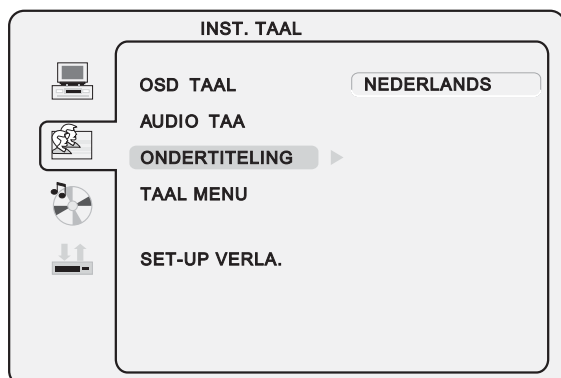 INST. TAAL
OSD TAAL NEDERLANDS
AUDIO TAA
ONDERTITELING
TAAL MENU
SET-UP VERLA.